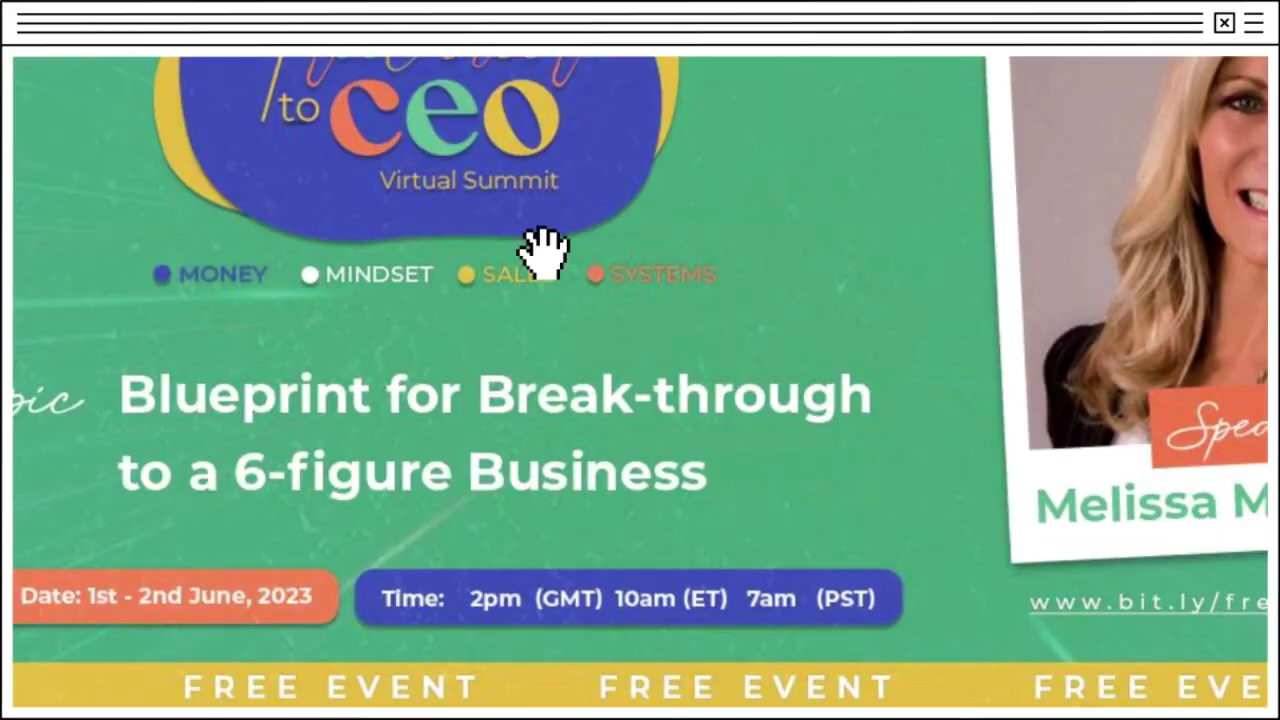 to ceo
Virtual Summit
MONEY MINDSET SYSTEMS
Blueprint for Break-through
to a 6-figure Business
Melissa
Date: 1st - 2nd June, 2023
Time: 2pm (GMT) 10am (ET) 7am (PST)
www.bit.ly/fre
FREE EVENT FREE EVENT FREE EVE